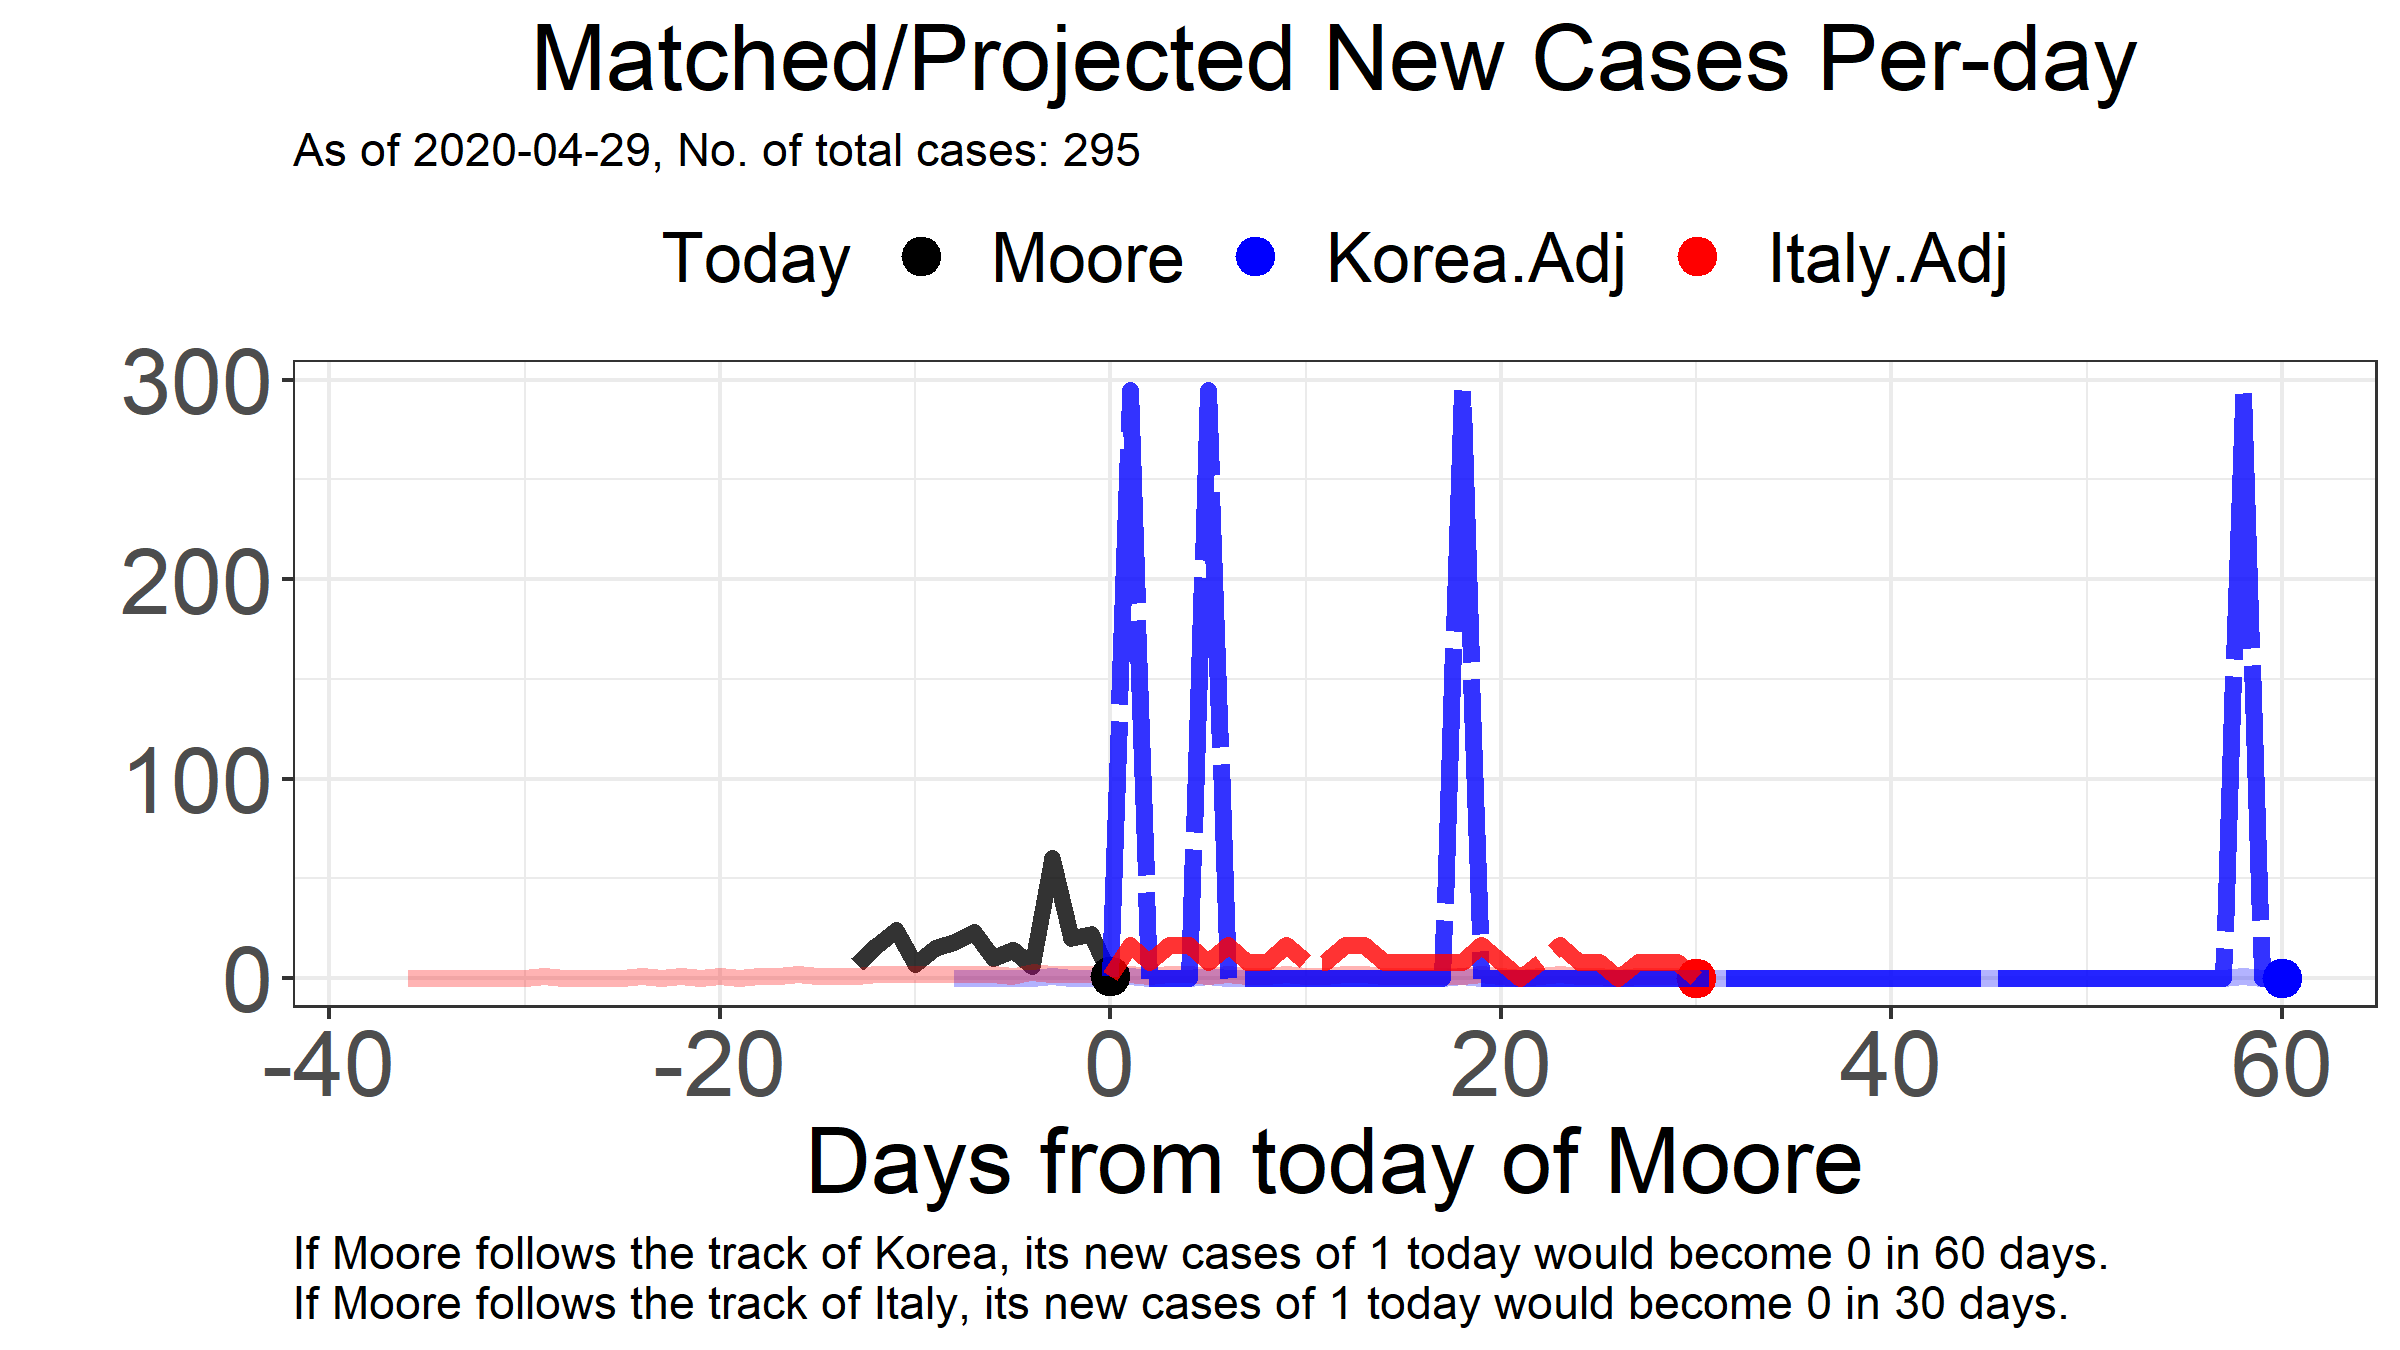 Matched/Projected New Cases Per-day
As of 2020-04-29, No. of total cases: 295
Today Moore Korea.Adj Italy.Adj
300
200
100
0
-40 -20 0 20 40 60
Days from today of Moore
If Moore follows the track of Korea, its new cases of 1 today would become 0 in 60 days.
If Moore follows the track of Italy, its new cases of 1 today would become 0 in 30 days.